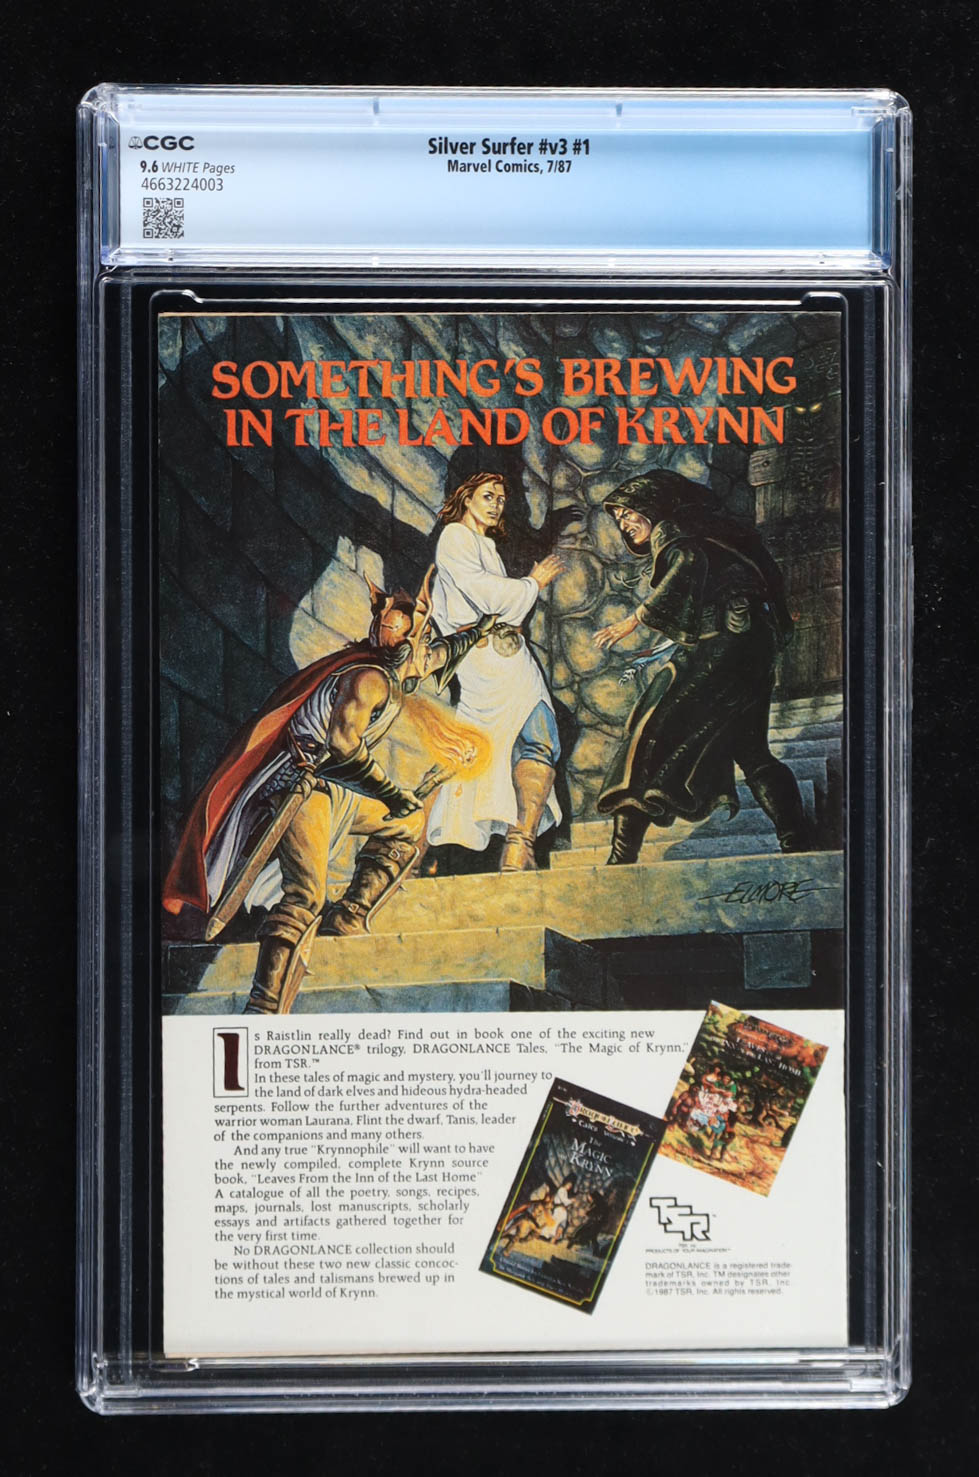 CGC
9.6 WHITE Pages
4663224003
Silver Surfer #v3 #1
Marvel Comics, 7/87
SOMETHING'S BREWING
IN THE LAND OF KRYNN
ELMORE
Is Raistlin really dead? Find out in book one of the exciting new
DRAGONLANCE® trilogy, DRAGONLANCE Tales, "The Magic of Krynn,"
from TSR.™
In these tales of magic and mystery, you'll journey to
the land of dark elves and hideous hydra-headed
serpents. Follow the further adventures of the
warrior woman Laurana, Flint the dwarf, Tanis, leader
of the companions and many others.
And any true "Krynnophile" will want to have
the newly compiled, complete Krynn source
book, "Leaves From the Inn of the Last Home"
A catalogue of all the poetry, songs, recipes,
maps, journals, lost manuscripts, scholarly
essays and artifacts gathered together for
the very first time.
No DRAGONLANCE collection should
be without these two new classic concoc-
tions of tales and talismans brewed up in
the mystical world of Krynn.
DRAGONLANCE
Tales
The
MAGIC
OF
KRYNN
TSR™
TSR, Inc.
PRODUCTS OF YOUR IMAGINATION™
DRAGONLANCE is a registered trade-
mark of TSR, Inc. TM designates other
trademarks owned by TSR, Inc.
©1987 TSR, Inc. All rights reserved.